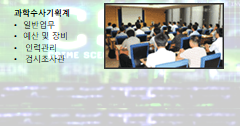 과학수사기획계
• 일반업무
• 예산 및 장비
• 인력관리
• 검시조사관